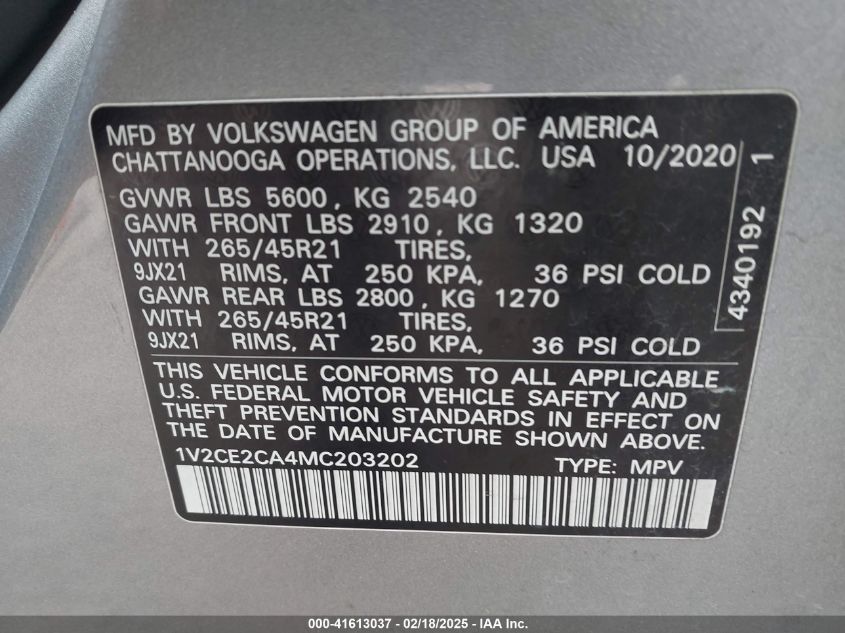 MFD BY VOLKSWAGEN GROUP OF AMERICA
CHATTANOOGA OPERATIONS, LLC. USA 10/2020
GVWR LBS 5600 , KG 2540
GAWR FRONT LBS 2910 , KG 1320
WITH 265/45R21 TIRES,
9JX21 RIMS, AT 250 KPA, 36 PSI COLD
GAWR REAR LBS 2800 , KG 1270
WITH 265/45R21 TIRES,
9JX21 RIMS, AT 250 KPA, 36 PSI COLD
THIS VEHICLE CONFORMS TO ALL APPLICABLE
U.S. FEDERAL MOTOR VEHICLE SAFETY AND
THEFT PREVENTION STANDARDS IN EFFECT ON
THE DATE OF MANUFACTURE SHOWN ABOVE.
1V2CE2CA4MC203202 TYPE: MPV
4340192 1
000-41613037 - 02/18/2025 - IAA Inc.